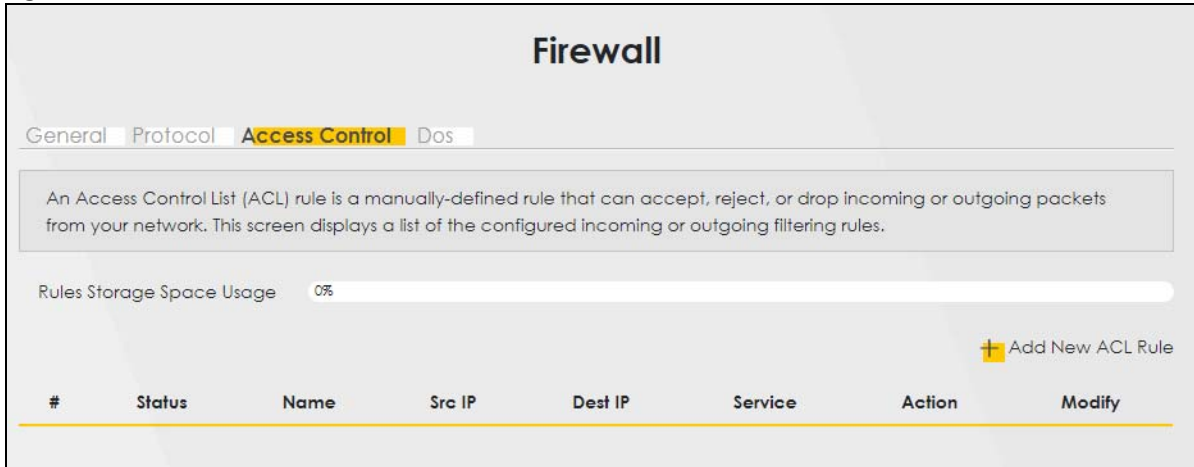 Firewall
General Protocol Access Control Dos
An Access Control List (ACL) rule is a manually-defined rule that can accept, reject, or drop incoming or outgoing packets
from your network. This screen displays a list of the configured incoming or outgoing filtering rules.
Rules Storage Space Usage 0%
+ Add New ACL Rule
# Status Name Src IP Dest IP Service Action Modify